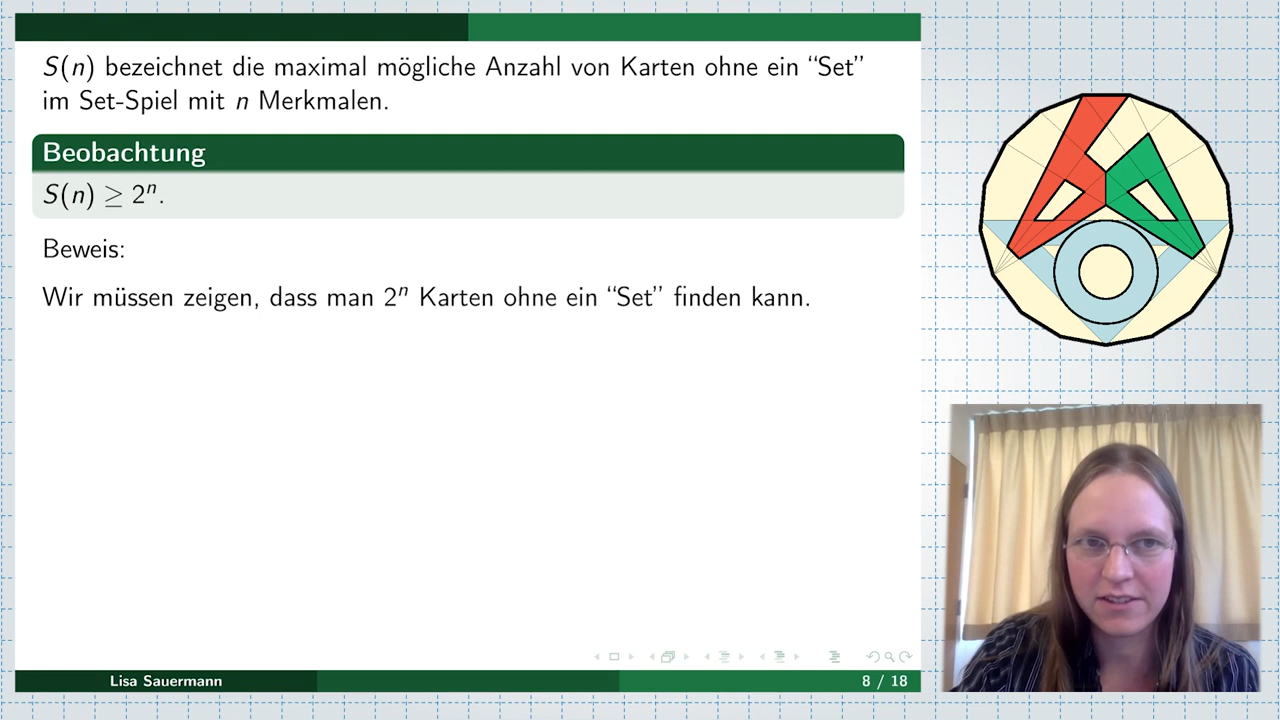 S(n) bezeichnet die maximal mögliche Anzahl von Karten ohne ein “Set”
im Set-Spiel mit n Merkmalen.
Beobachtung
S(n) ≥ 2ⁿ.
Beweis:
Wir müssen zeigen, dass man 2ⁿ Karten ohne ein “Set” finden kann.
Lisa Sauermann
8 / 18